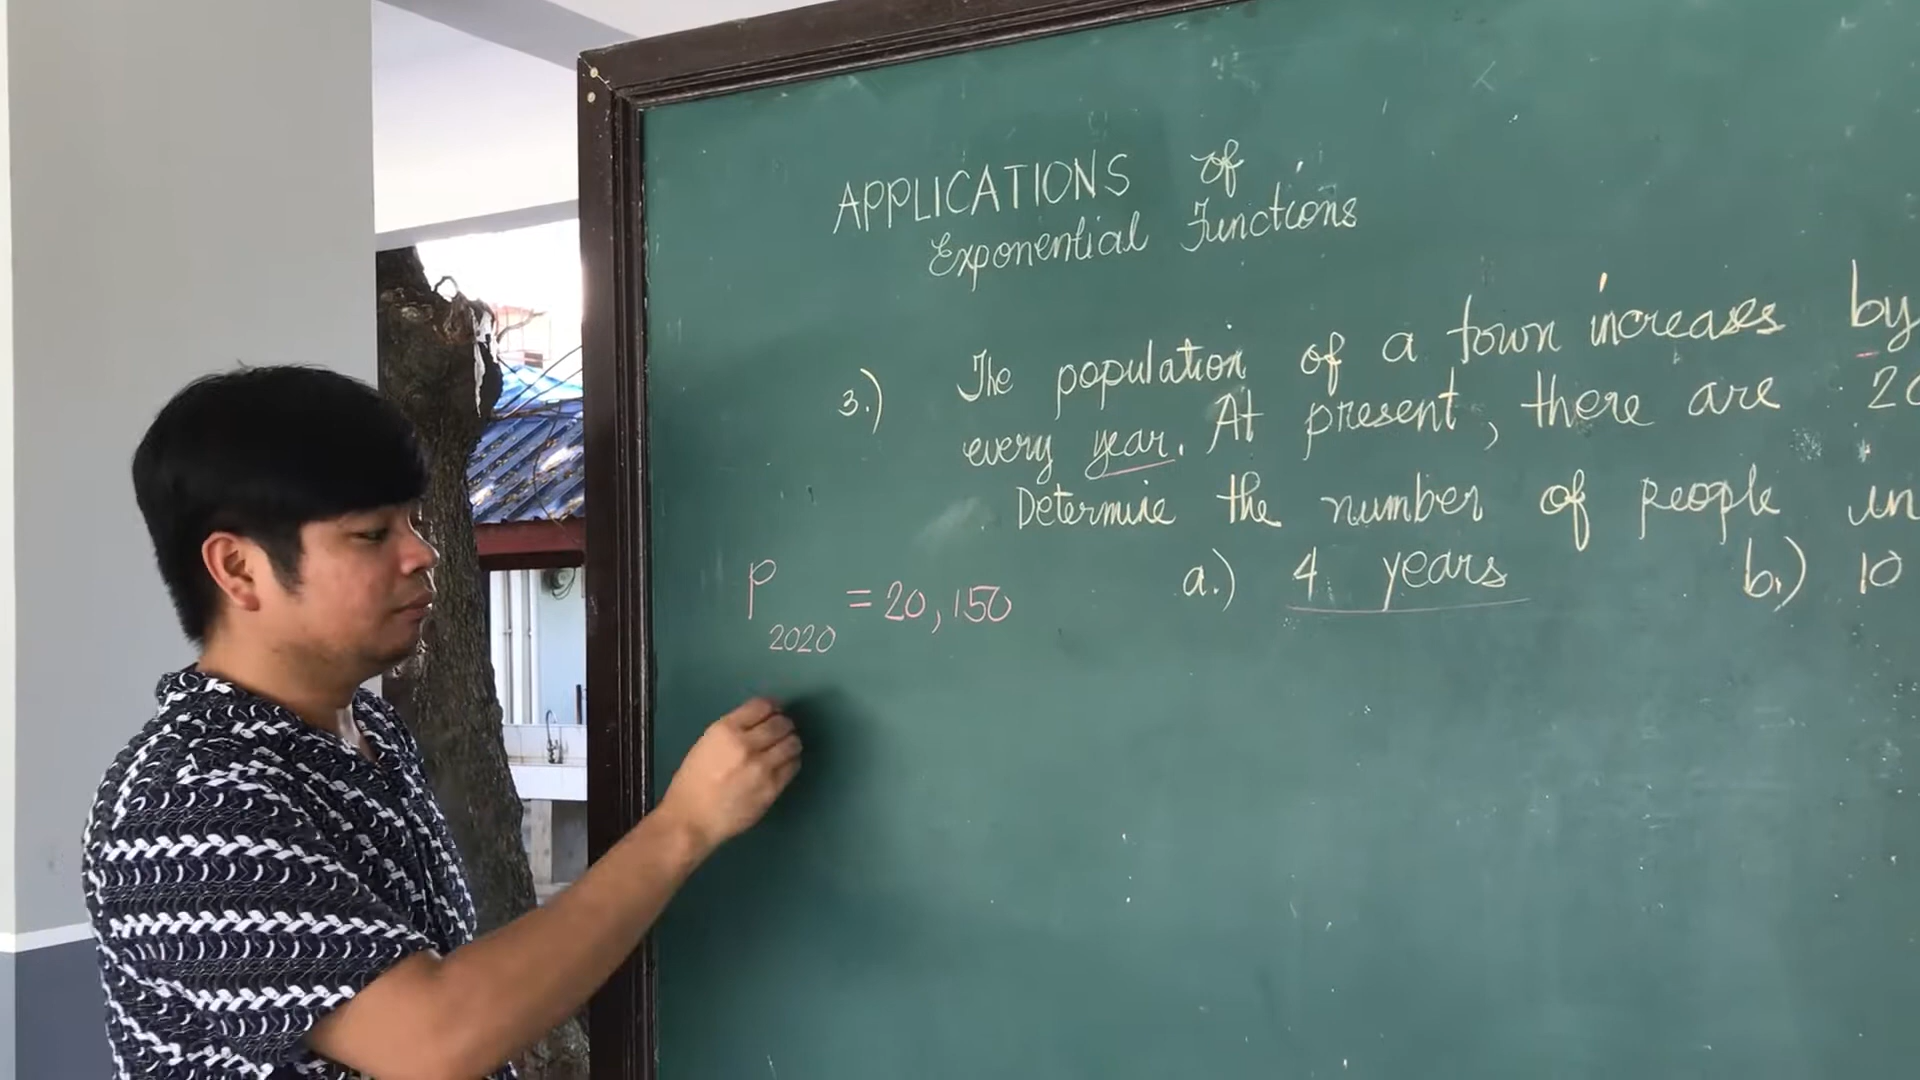 APPLICATIONS of
Exponential Functions
3.) The population of a town increases by
every year. At present, there are 20
Determine the number of people in
a.) 4 years b.) 10
P2020 = 20,150